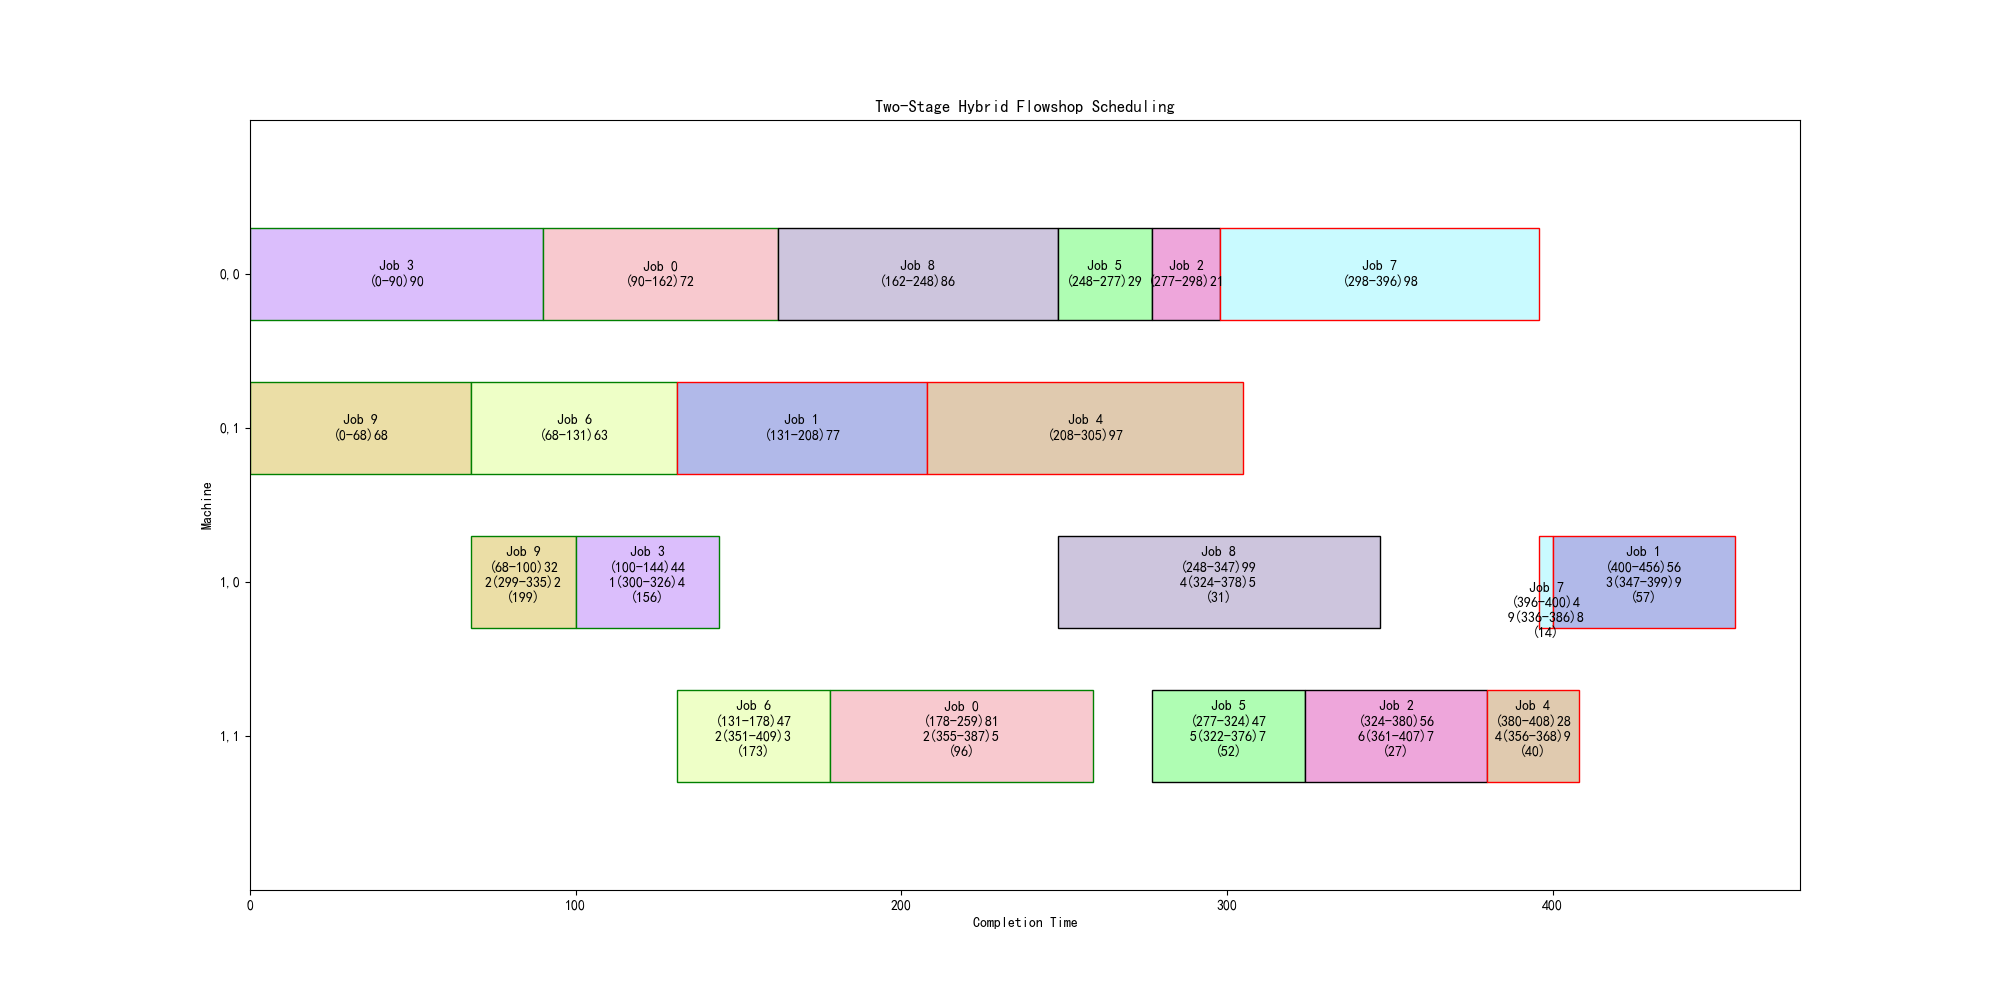 Two-Stage Hybrid Flowshop Scheduling
Machine
0,0
Job 3
(0-90)90
Job 0
(90-162)72
Job 8
(162-248)86
Job 5
(248-277)29
Job 2
(277-298)21
Job 7
(298-396)98
0,1
Job 9
(0-68)68
Job 6
(68-131)63
Job 1
(131-208)77
Job 4
(208-305)97
1,0
Job 9
(68-100)32
2(299-335)2
(199)
Job 3
(100-144)44
1(300-326)4
(156)
Job 8
(248-347)99
4(324-378)5
(31)
Job 7
(396-400)4
9(336-386)8
(14)
Job 1
(400-456)56
3(347-399)9
(57)
1,1
Job 6
(131-178)47
2(351-409)3
(173)
Job 0
(178-259)81
2(355-387)5
(96)
Job 5
(277-324)47
5(322-376)7
(52)
Job 2
(324-380)56
6(361-407)7
(27)
Job 4
(380-408)28
4(356-368)9
(40)
0
100
200
300
400
Completion Time